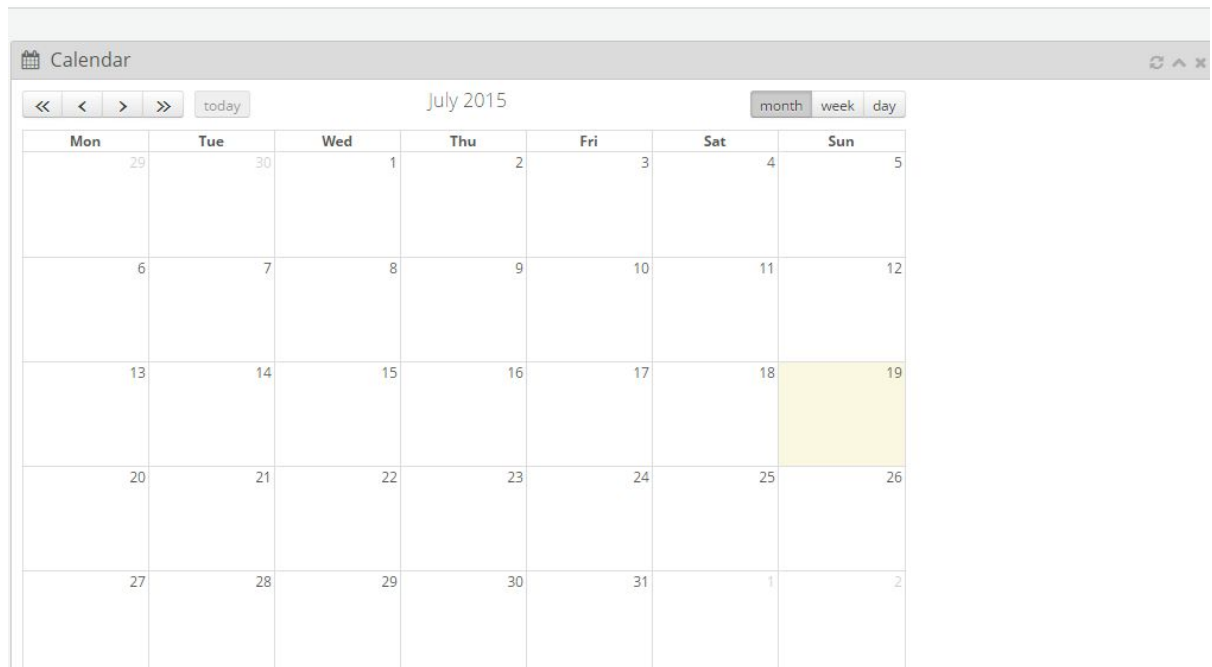 Calendar
today July 2015 month week day
Mon Tue Wed Thu Fri Sat Sun
29 30 1 2 3 4 5
6 7 8 9 10 11 12
13 14 15 16 17 18 19
20 21 22 23 24 25 26
27 28 29 30 31 1 2